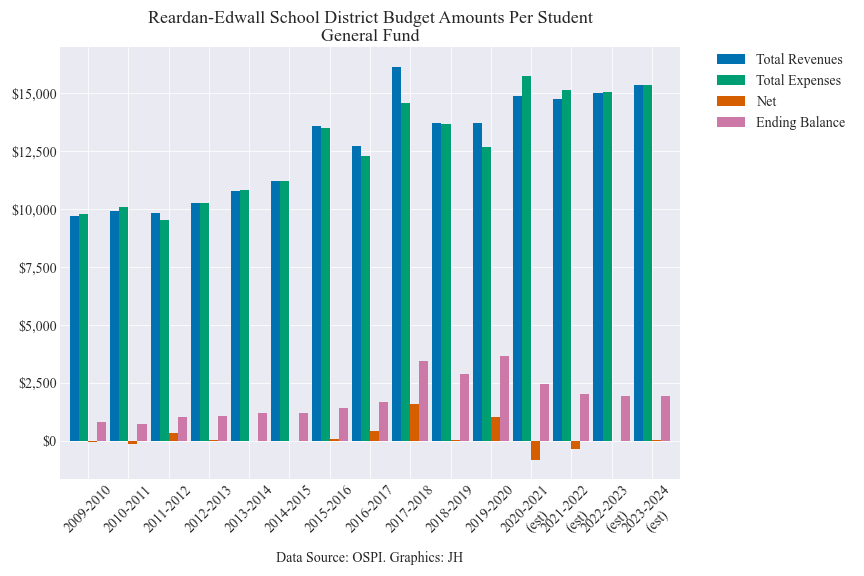 Reardan-Edwall School District Budget Amounts Per Student
General Fund
Total Revenues
Total Expenses
Net
Ending Balance
$15,000
$12,500
$10,000
$7,500
$5,000
$2,500
$0
2009-2010
2010-2011
2011-2012
2012-2013
2013-2014
2014-2015
2015-2016
2016-2017
2017-2018
2018-2019
2019-2020
2020-2021
(est)
2021-2022
(est)
2022-2023
(est)
2023-2024
(est)
Data Source: OSPI. Graphics: JH